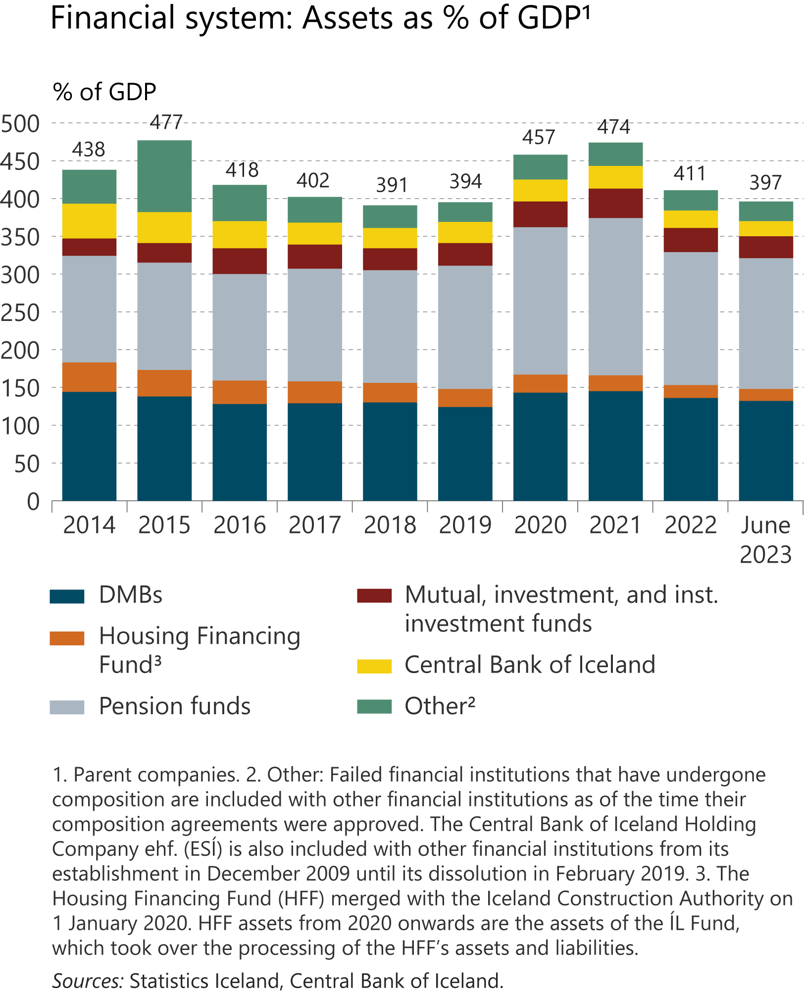 Financial system: Assets as % of GDP¹
% of GDP
500
450
400
350
300
250
200
150
100
50
0
438
477
418
402
391
394
457
474
411
397
2014
2015
2016
2017
2018
2019
2020
2021
2022
June
2023
DMBs
Housing Financing
Fund³
Pension funds
Mutual, investment, and inst.
investment funds
Central Bank of Iceland
Other²
1. Parent companies. 2. Other: Failed financial institutions that have undergone
composition are included with other financial institutions as of the time their
composition agreements were approved. The Central Bank of Iceland Holding
Company ehf. (ESÍ) is also included with other financial institutions from its
establishment in December 2009 until its dissolution in February 2019. 3. The
Housing Financing Fund (HFF) merged with the Iceland Construction Authority on
1 January 2020. HFF assets from 2020 onwards are the assets of the ÍL Fund,
which took over the processing of the HFF’s assets and liabilities.
Sources: Statistics Iceland, Central Bank of Iceland.